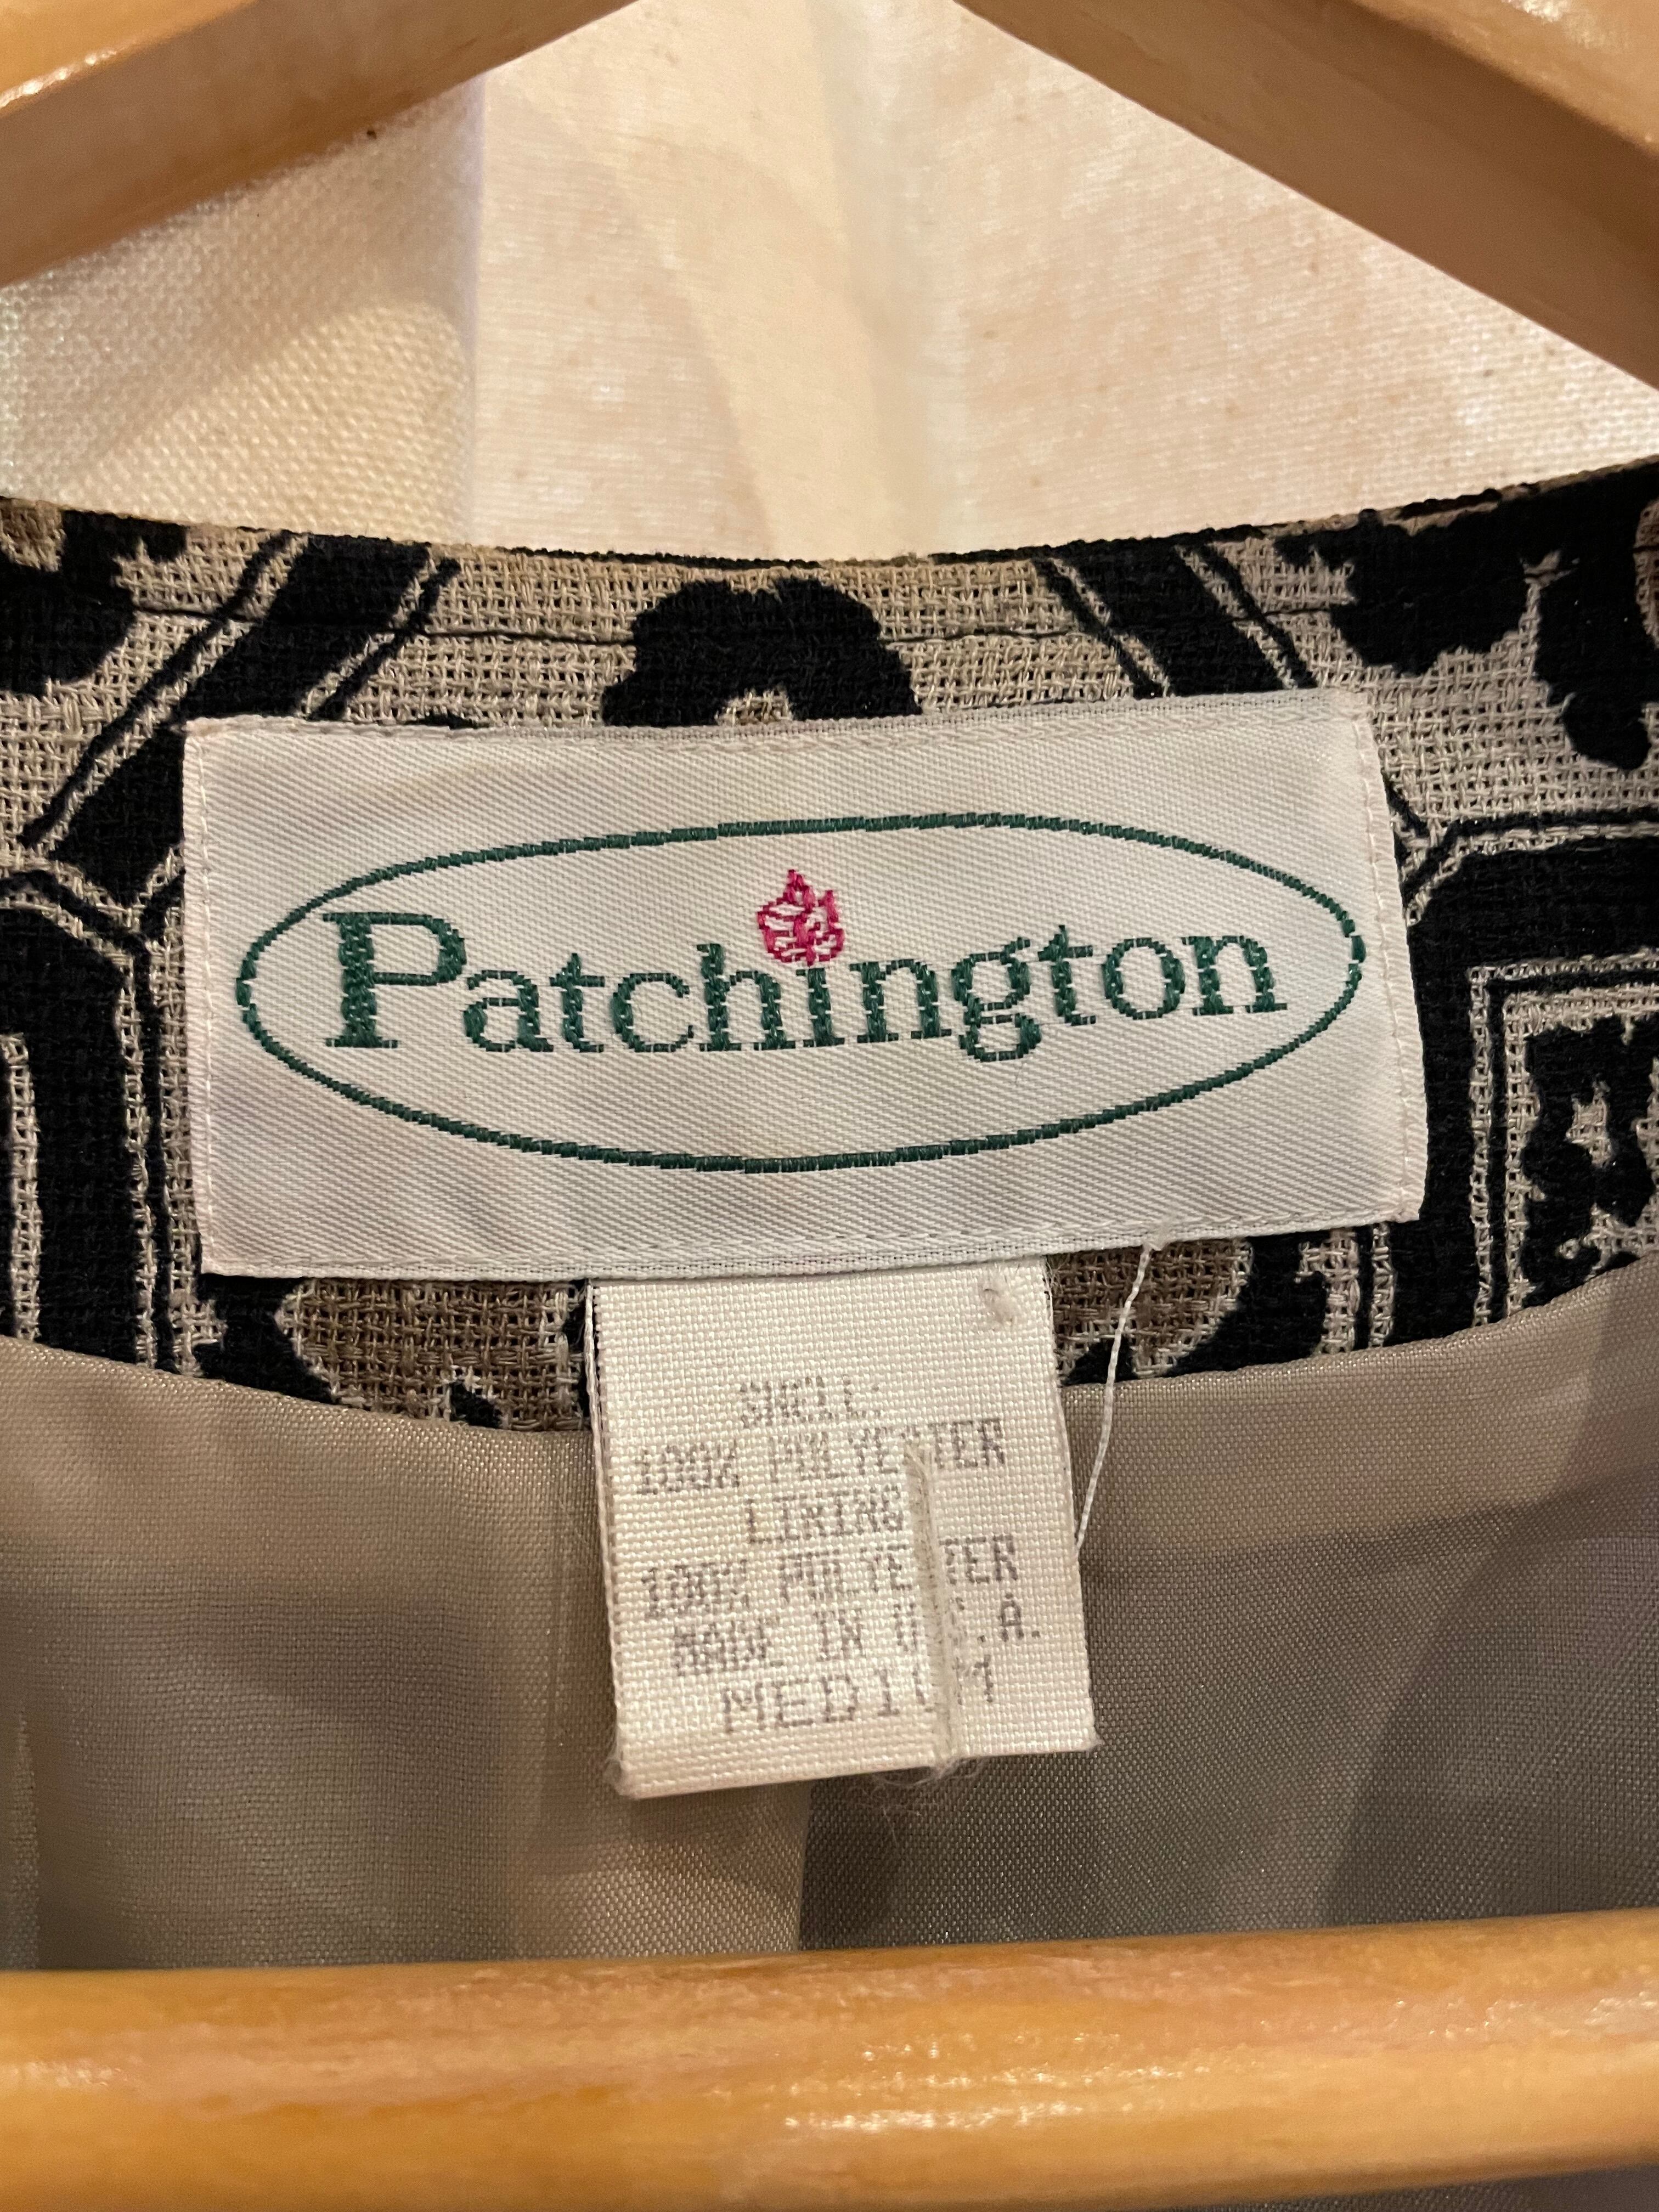 Patchington
SHELL:
100% POLYESTER
LINING
100% POLYESTER
MADE IN U.S.A.
MEDIUM